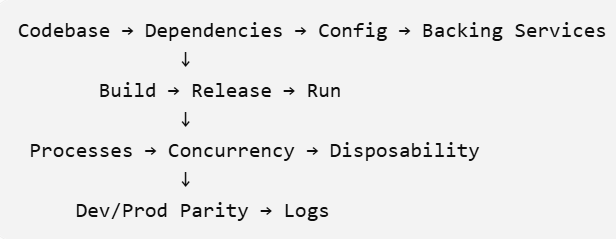 Codebase → Dependencies → Config → Backing Services
↓
Build → Release → Run
↓
Processes → Concurrency → Disposability
↓
Dev/Prod Parity → Logs